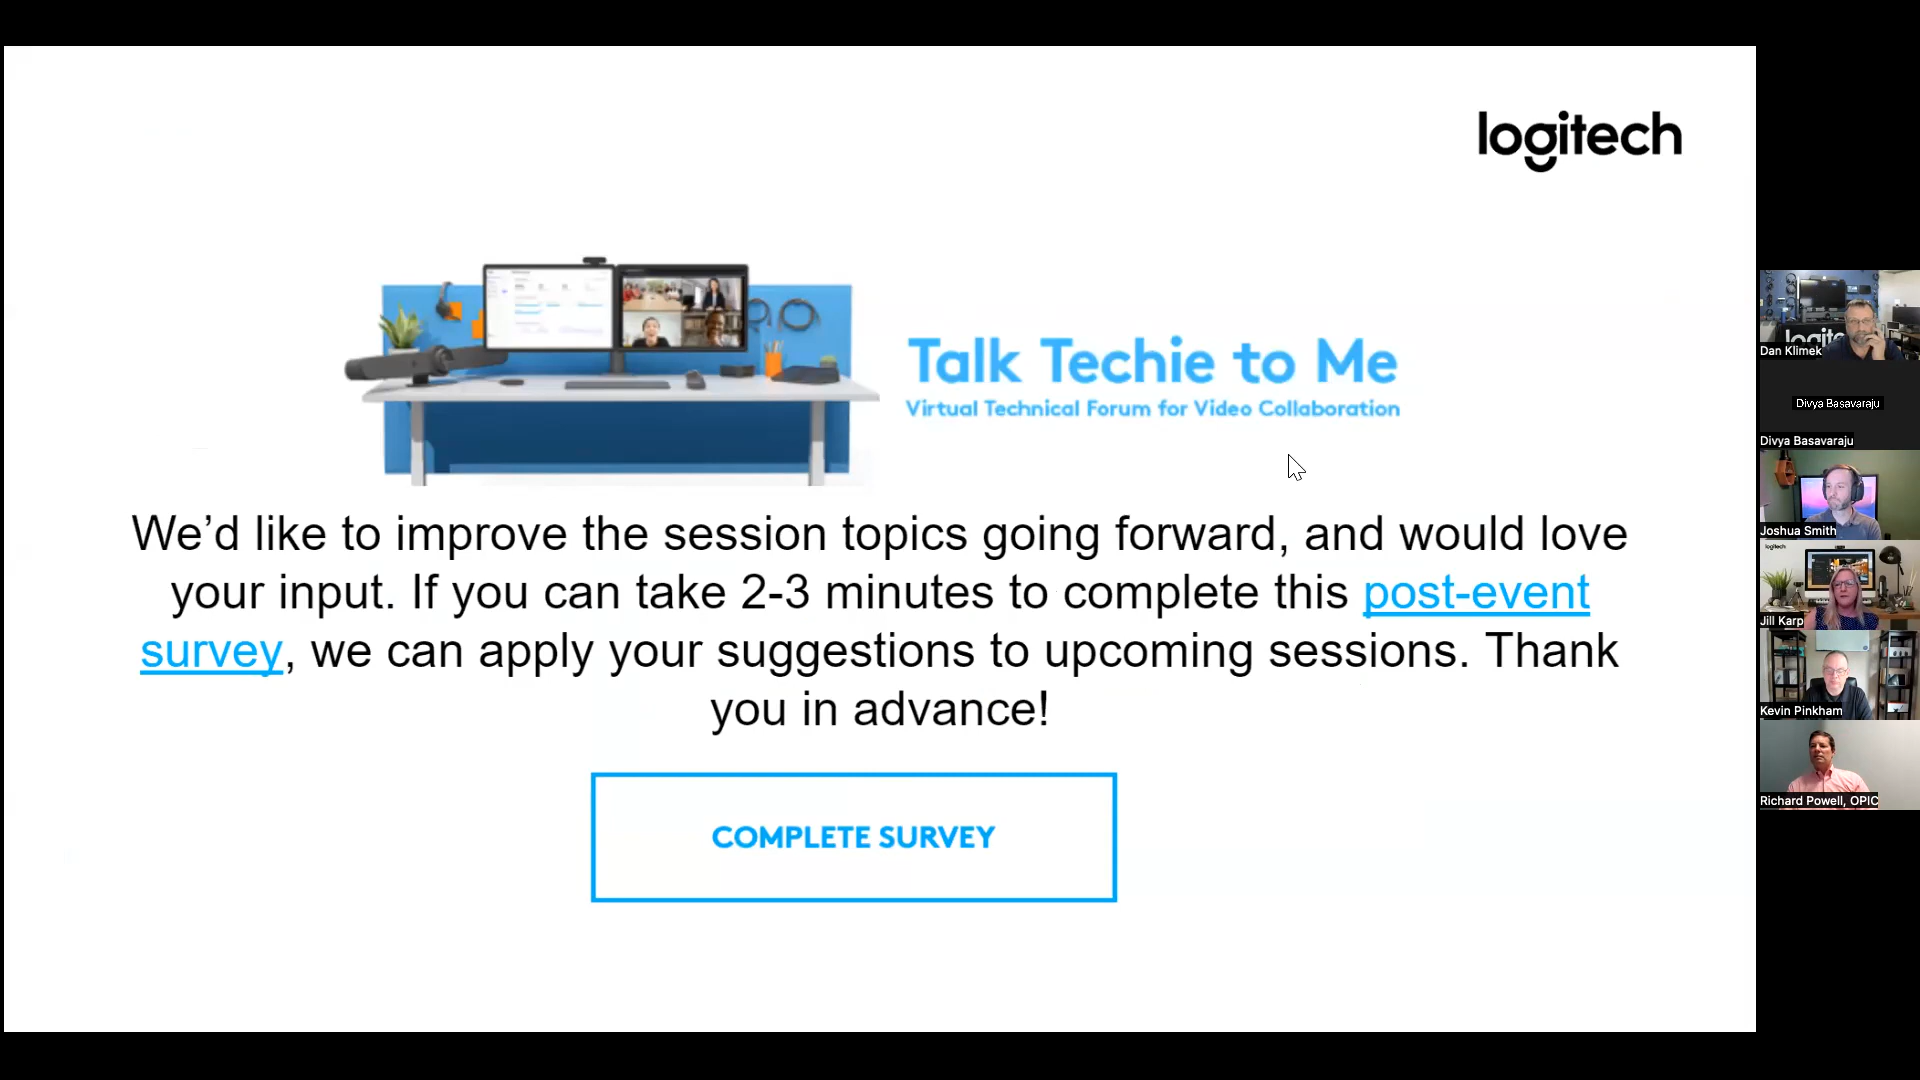 logitech
Talk Techie to Me
Virtual Technical Forum for Video Collaboration
We’d like to improve the session topics going forward, and would love
your input. If you can take 2-3 minutes to complete this post-event
survey, we can apply your suggestions to upcoming sessions. Thank
you in advance!
COMPLETE SURVEY
logite
Dan Klimek
Divya Basavaraju
Divya Basavaraju
Joshua Smith
logitech
Jill Karp
Kevin Pinkham
Richard Powell, OPIC